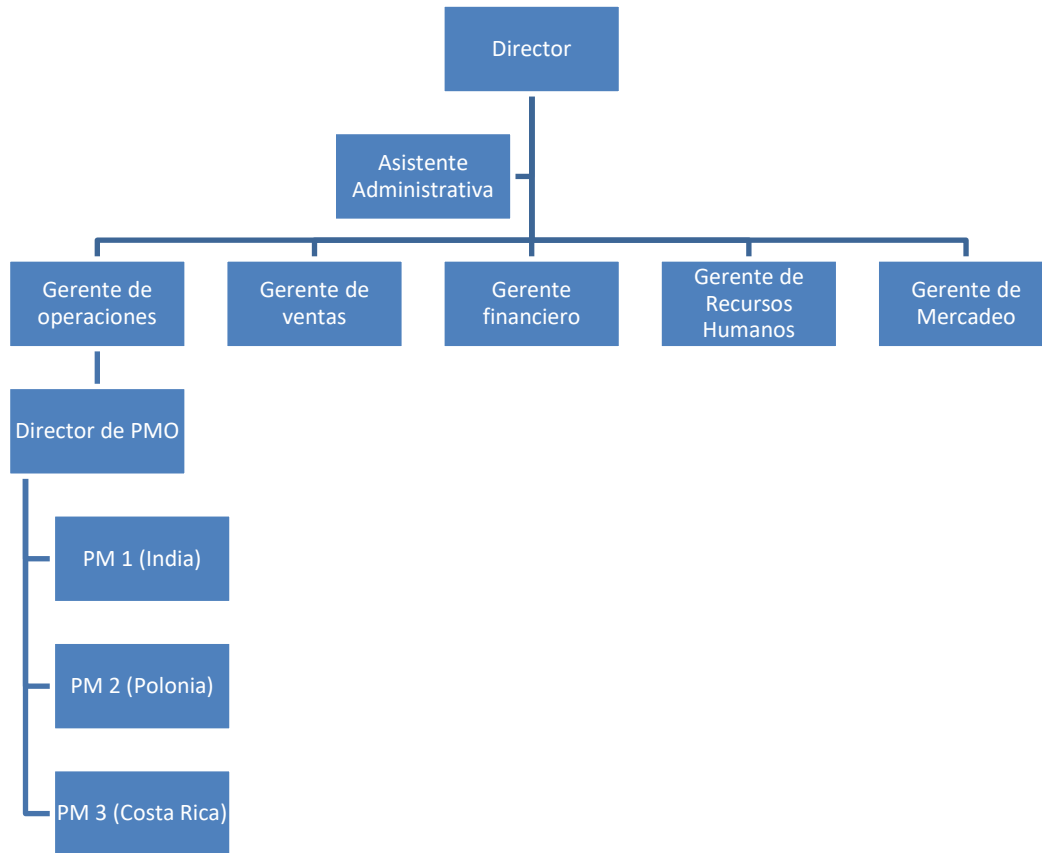 Director
Asistente
Administrativa
Gerente de
operaciones
Gerente de
ventas
Gerente
financiero
Gerente de
Recursos
Humanos
Gerente de
Mercadeo
Director de PMO
PM 1 (India)
PM 2 (Polonia)
PM 3 (Costa Rica)